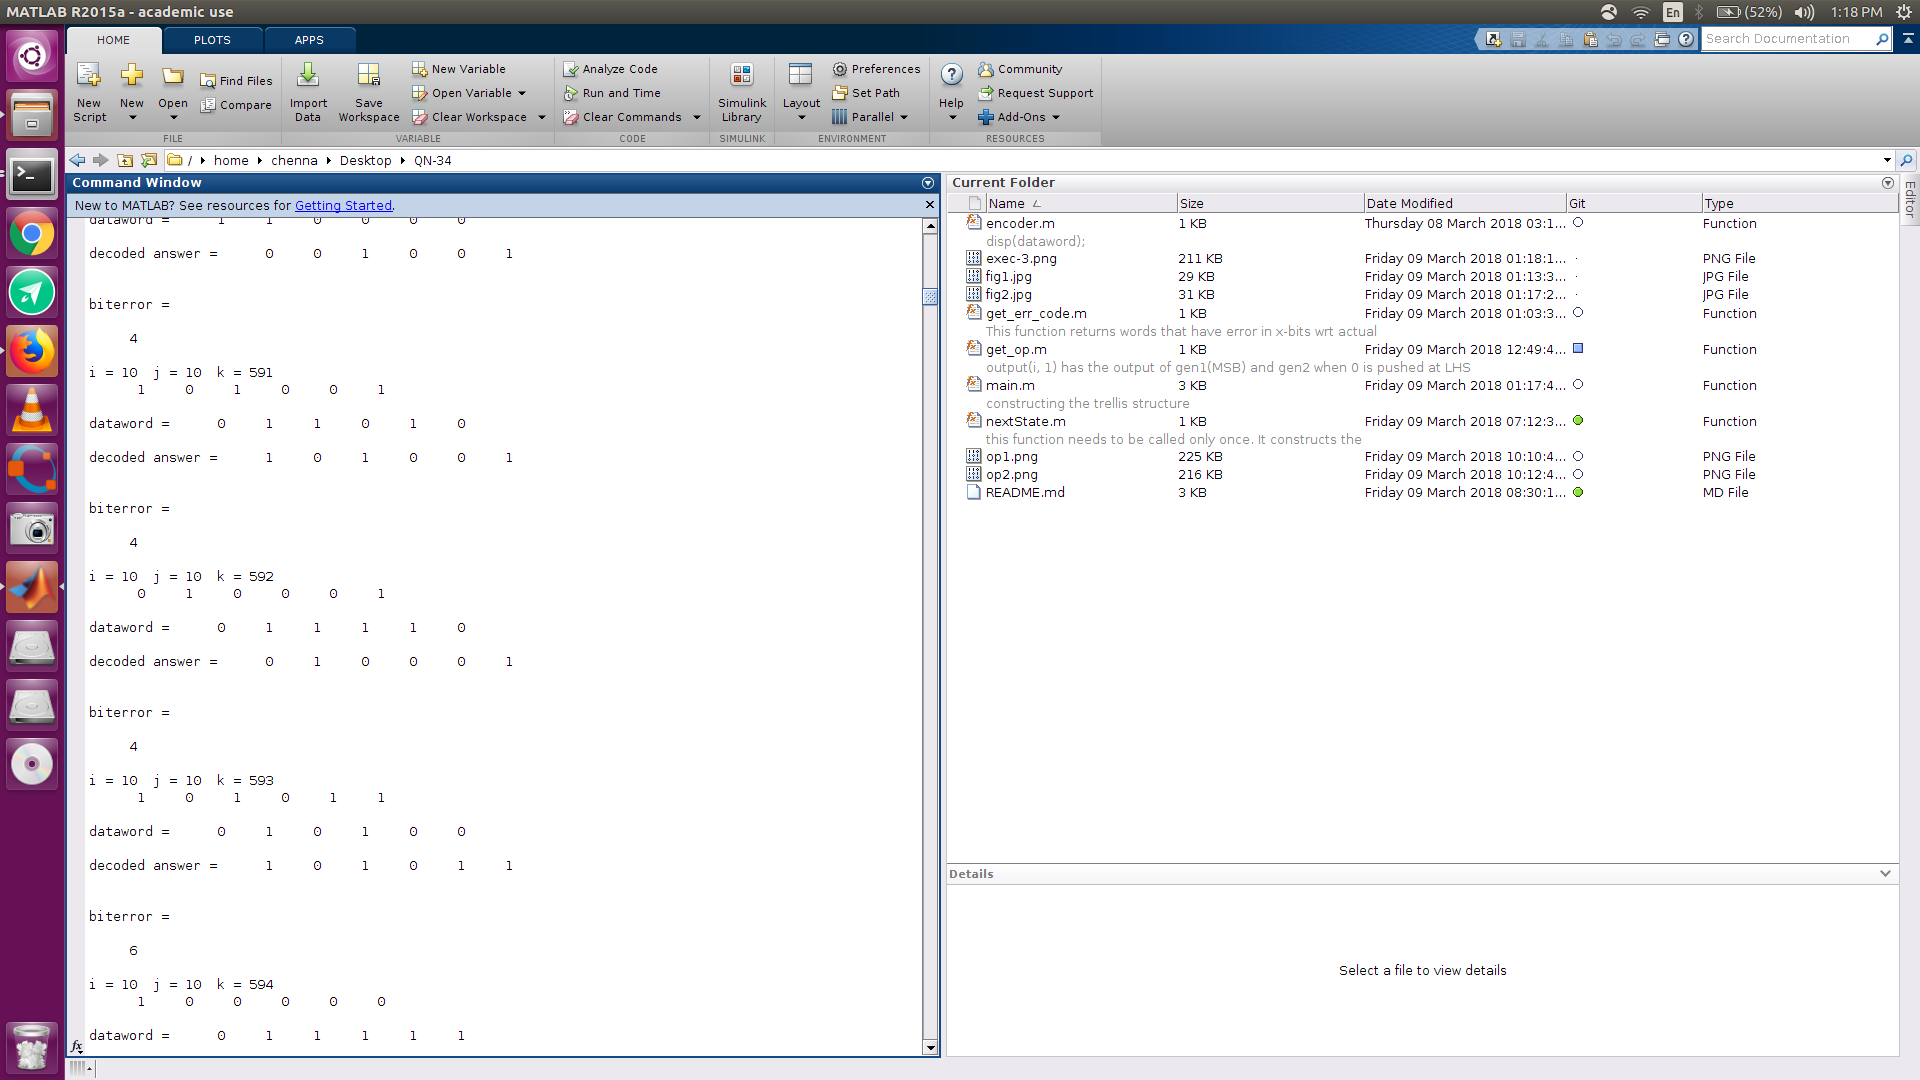 MATLAB R2015a - academic use
En (52%) 1:18 PM
HOME PLOTS APPS
Search Documentation
New Script
New
Open
Find Files
Compare
FILE
Import Data
Save Workspace
New Variable
Open Variable
Clear Workspace
VARIABLE
Analyze Code
Run and Time
Clear Commands
CODE
Simulink Library
SIMULINK
Layout
Preferences
Set Path
Parallel
ENVIRONMENT
Help
Community
Request Support
Add-Ons
RESOURCES
/ home chenna Desktop QN-34
Command Window
New to MATLAB? See resources for Getting Started.
dataword = 1 1 0 0 0 0
decoded answer = 0 0 1 0 0 1
biterror =
4
i = 10 j = 10 k = 591
1 0 1 0 0 1
dataword = 0 1 1 0 1 0
decoded answer = 1 0 1 0 0 1
biterror =
4
i = 10 j = 10 k = 592
0 1 0 0 0 1
dataword = 0 1 1 1 1 0
decoded answer = 0 1 0 0 0 1
biterror =
4
i = 10 j = 10 k = 593
1 0 1 0 1 1
dataword = 0 1 0 1 0 0
decoded answer = 1 0 1 0 1 1
biterror =
6
i = 10 j = 10 k = 594
1 0 0 0 0 0
dataword = 0 1 1 1 1 1
fx
Current Folder
Name Size Date Modified Git Type
encoder.m 1 KB Thursday 08 March 2018 03:1... Function
disp(dataword);
exec-3.png 211 KB Friday 09 March 2018 01:18:1... PNG File
fig1.jpg 29 KB Friday 09 March 2018 01:13:3... JPG File
fig2.jpg 31 KB Friday 09 March 2018 01:17:2... JPG File
get_err_code.m 1 KB Friday 09 March 2018 01:03:3... Function
This function returns words that have error in x-bits wrt actual
get_op.m 1 KB Friday 09 March 2018 12:49:4... Function
output(i, 1) has the output of gen1(MSB) and gen2 when 0 is pushed at LHS
main.m 3 KB Friday 09 March 2018 01:17:4... Function
constructing the trellis structure
nextState.m 1 KB Friday 09 March 2018 07:12:3... Function
this function needs to be called only once. It constructs the
op1.png 225 KB Friday 09 March 2018 10:10:4... PNG File
op2.png 216 KB Friday 09 March 2018 10:12:4... PNG File
README.md 3 KB Friday 09 March 2018 08:30:1... MD File
Details
Select a file to view details
Editor